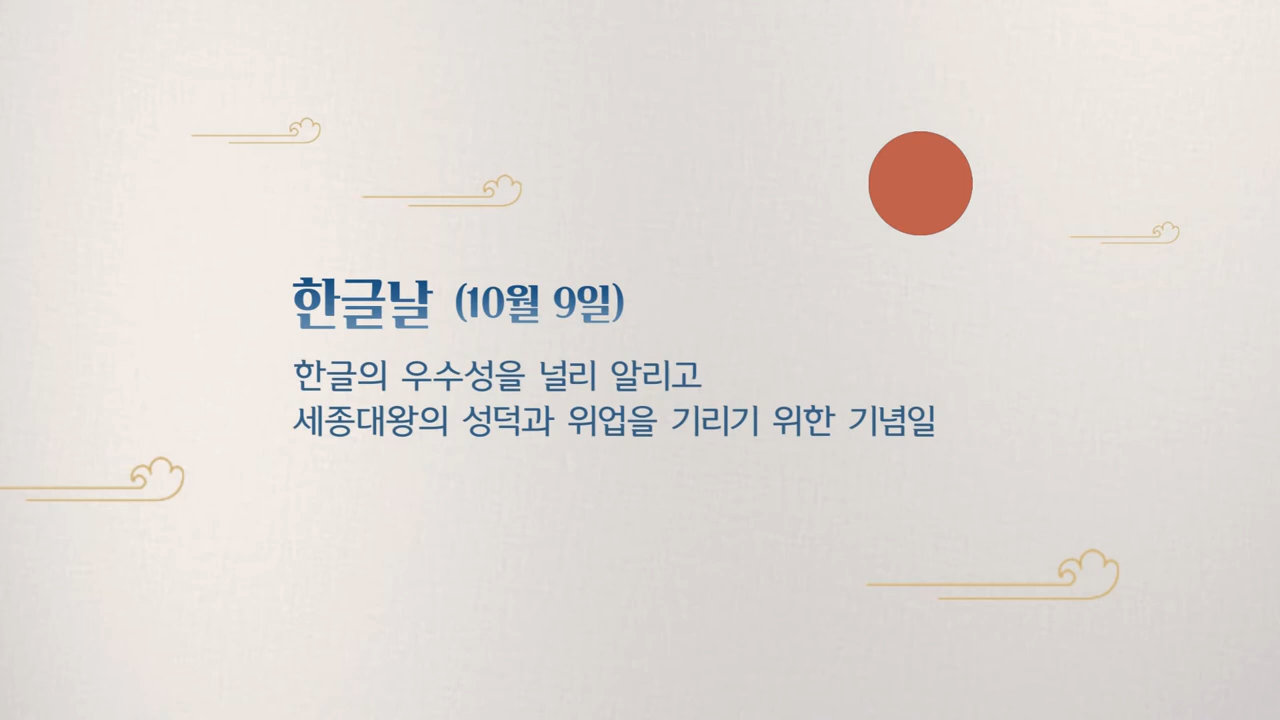 한글날 (10월 9일)
한글의 우수성을 널리 알리고
세종대왕의 성덕과 위업을 기리기 위한 기념일